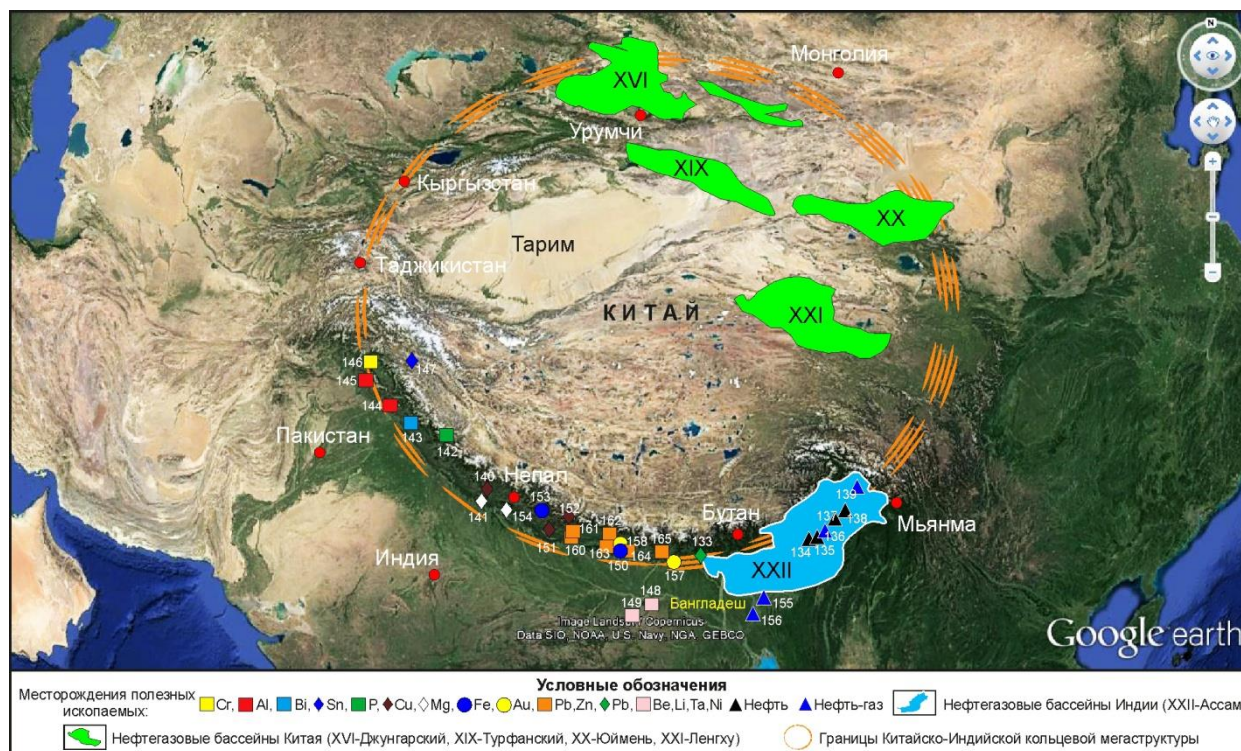 N
Монголия
XVI
Урумчи
XIX
Кыргызстан
XX
Тарим
Таджикистан
КИТАЙ
XXI
146
147
145
144
143
142
Пакистан
140
Непал
153
139
141
154
152
Бутан
137
138
Мьянма
151
161
162
160
163
158
165
133
136
134
135
150
164
157
XXII
Индия
148
149
Бангладеш
155
156
Image Landsat / Copernicus
Data SIO, NOAA, U.S. Navy, NGA, GEBCO
Google earth
Условные обозначения
Месторождения полезных
ископаемых:
Cr, Al, Bi, Sn, P, Cu, Mg, Fe, Au, Pb,Zn, Pb, Be,Li,Ta,Ni Нефть Нефть-газ
Нефтегазовые бассейны Индии (XXII-Ассам
Нефтегазовые бассейны Китая (XVI-Джунгарский, XIX-Турфанский, XX-Юймень, XXI-Ленгху)
Границы Китайско-Индийской кольцевой мегаструктуры